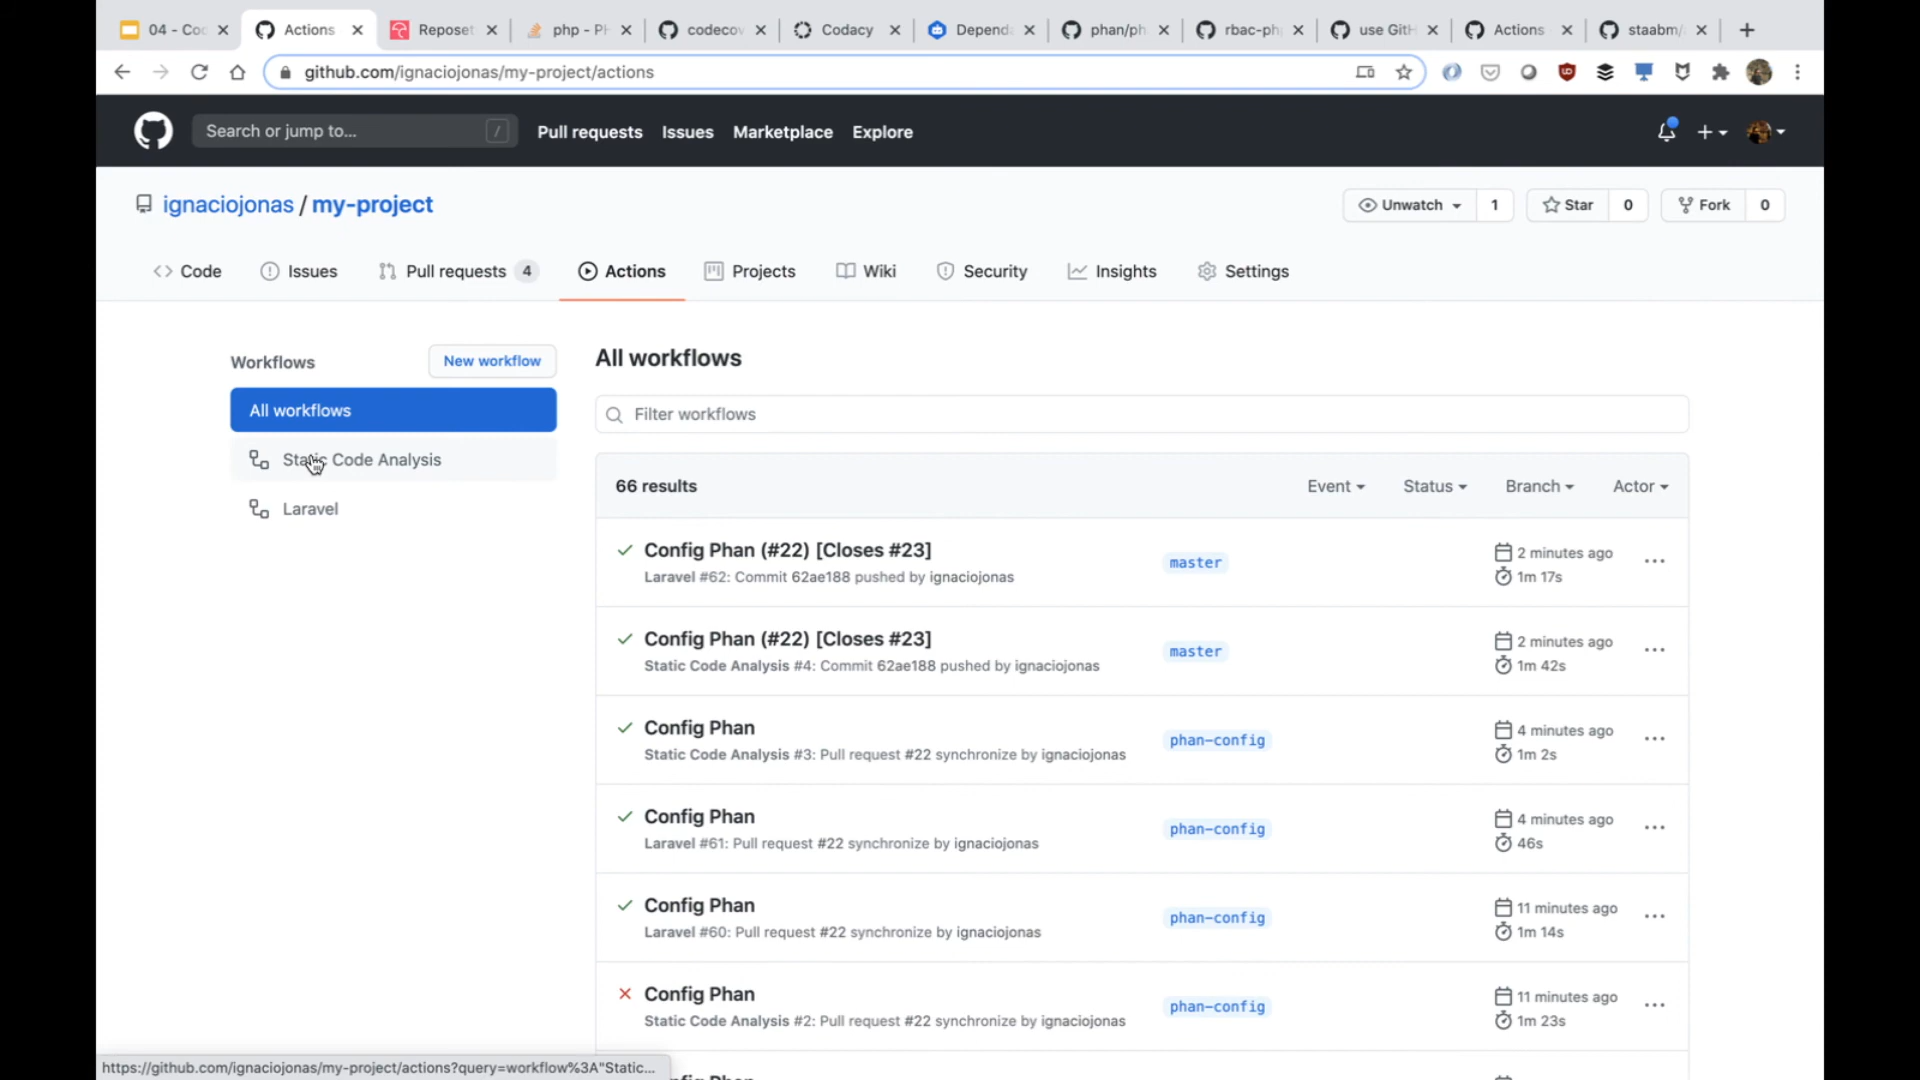 04 - Coc
Actions
Reposet
php - PH
codecov
Codacy
Depend
phan/ph
rbac-ph
use GitH
Actions
staabm/
github.com/ignaciojonas/my-project/actions
Search or jump to... /
Pull requests Issues Marketplace Explore
ignaciojonas / my-project
Unwatch 1 Star 0 Fork 0
Code Issues Pull requests 4 Actions Projects Wiki Security Insights Settings
Workflows New workflow
All workflows
Static Code Analysis
Laravel
All workflows
Filter workflows
66 results Event Status Branch Actor
Config Phan (#22) [Closes #23]
Laravel #62: Commit 62ae188 pushed by ignaciojonas
master
2 minutes ago
1m 17s
Config Phan (#22) [Closes #23]
Static Code Analysis #4: Commit 62ae188 pushed by ignaciojonas
master
2 minutes ago
1m 42s
Config Phan
Static Code Analysis #3: Pull request #22 synchronize by ignaciojonas
phan-config
4 minutes ago
1m 2s
Config Phan
Laravel #61: Pull request #22 synchronize by ignaciojonas
phan-config
4 minutes ago
46s
Config Phan
Laravel #60: Pull request #22 synchronize by ignaciojonas
phan-config
11 minutes ago
1m 14s
Config Phan
Static Code Analysis #2: Pull request #22 synchronize by ignaciojonas
phan-config
11 minutes ago
1m 23s
https://github.com/ignaciojonas/my-project/actions?query=workflow%3A"Static...